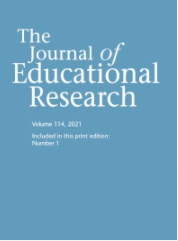 The
Journal of
Educational
Research
Volume 114, 2021
Included in this print edition:
Number 1